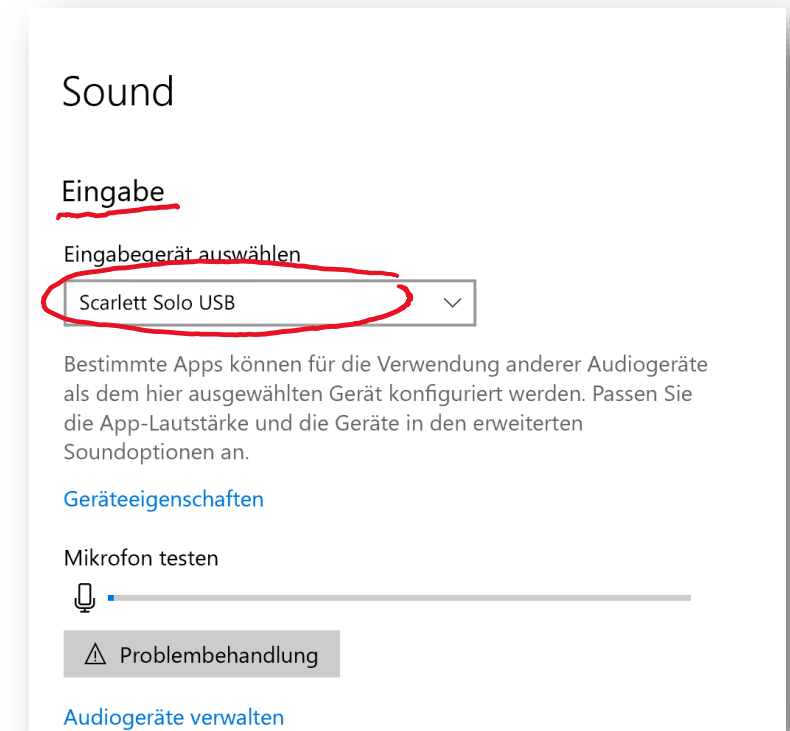 Sound
Eingabe
Eingabegerät auswählen
Scarlett Solo USB
Bestimmte Apps können für die Verwendung anderer Audiogeräte
als dem hier ausgewählten Gerät konfiguriert werden. Passen Sie
die App-Lautstärke und die Geräte in den erweiterten
Soundoptionen an.
Geräteeigenschaften
Mikrofon testen
Problembehandlung
Audiogeräte verwalten